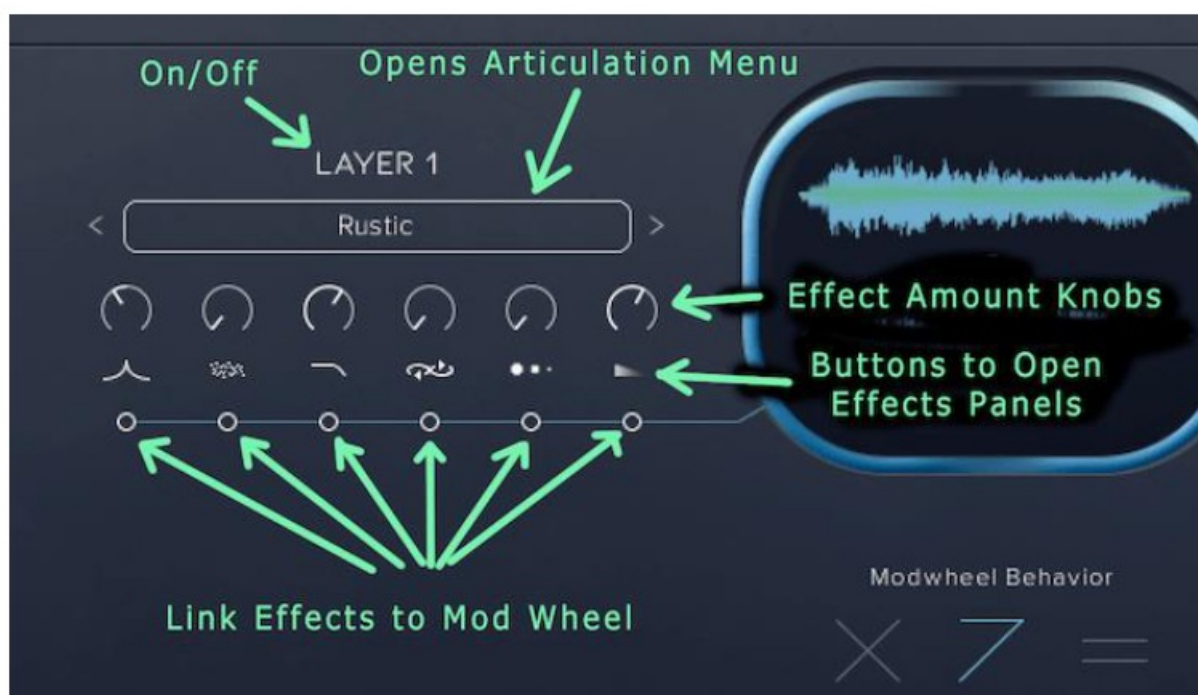 On/Off
Opens Articulation Menu
LAYER 1
< Rustic >
Effect Amount Knobs
Buttons to Open
Effects Panels
Link Effects to Mod Wheel
Modwheel Behavior